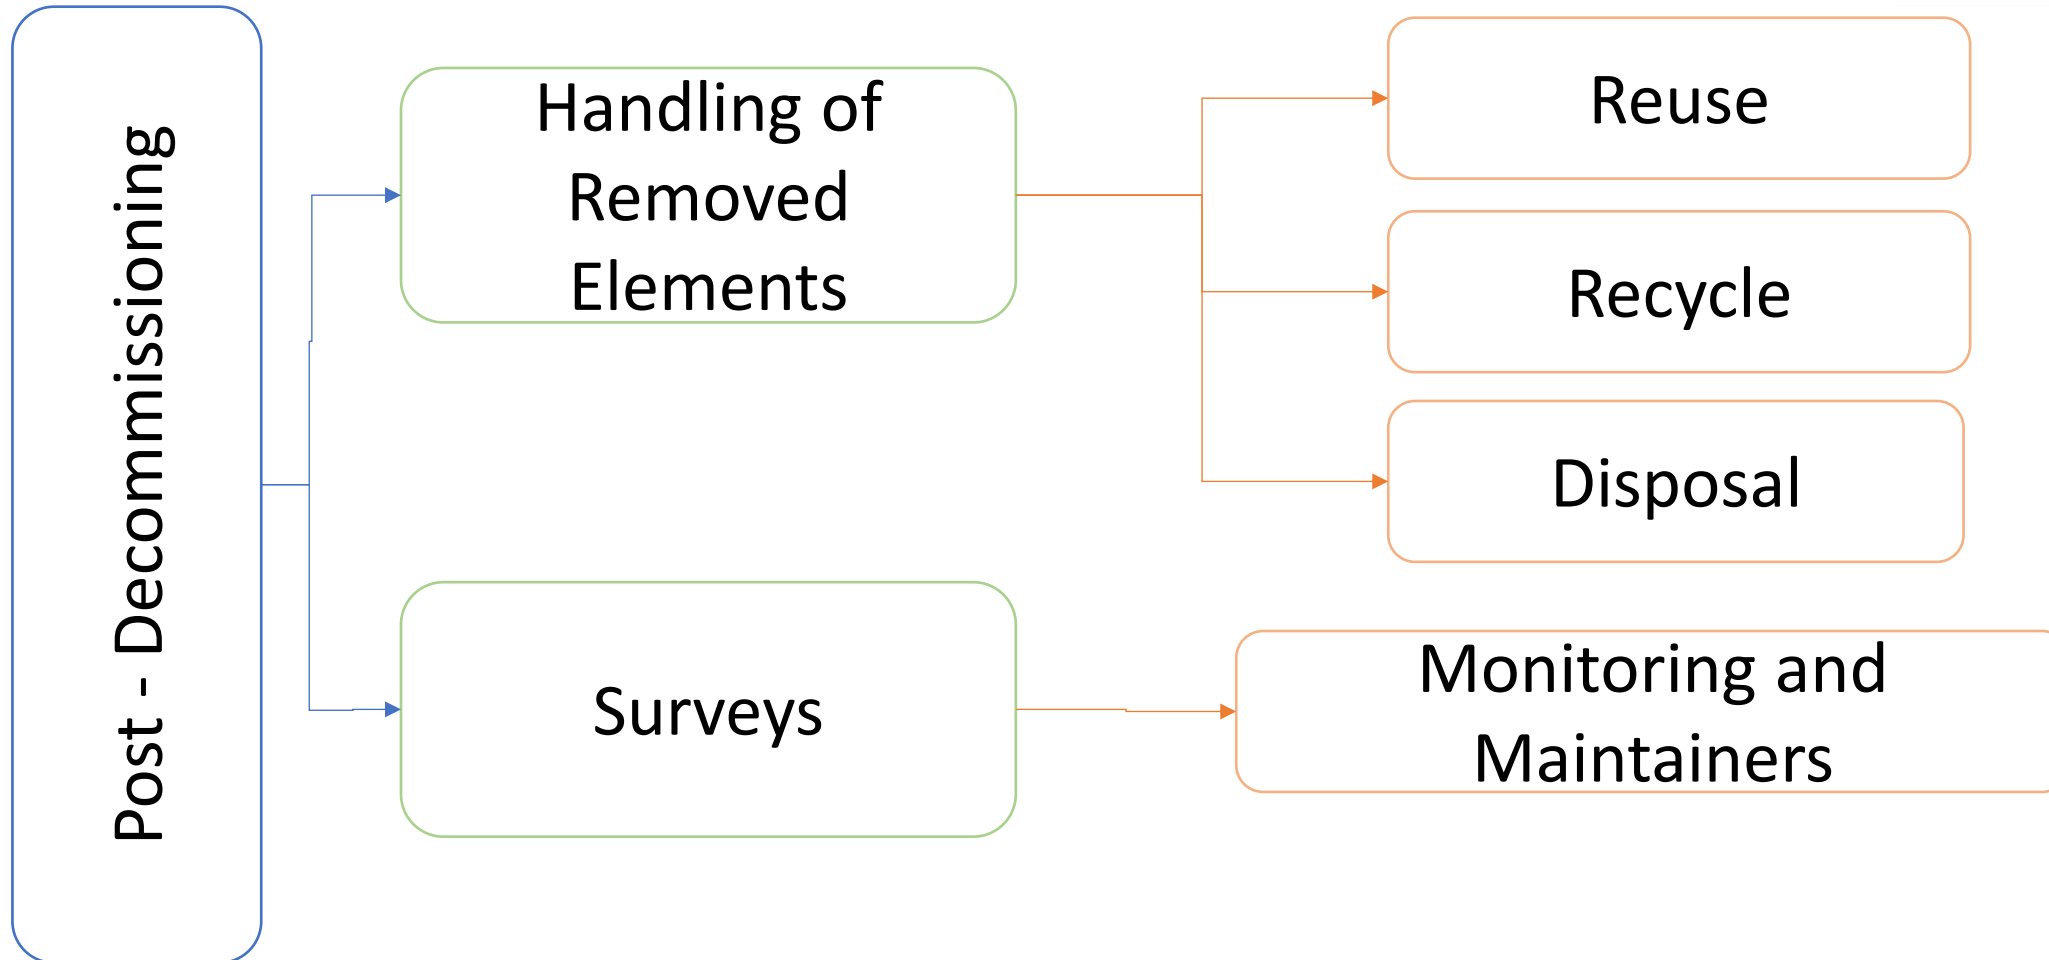 Post - Decommissioning
Handling of
Removed
Elements
Reuse
Recycle
Disposal
Surveys
Monitoring and
Maintainers